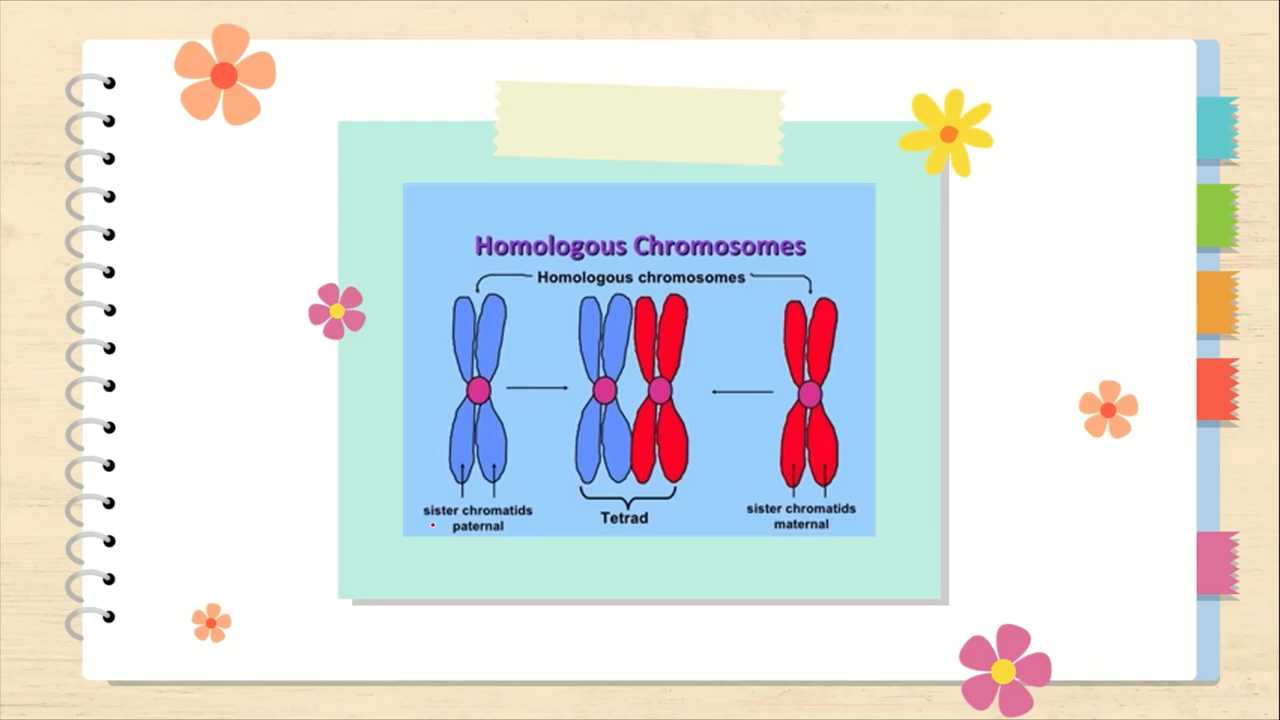 Homologous Chromosomes
Homologous chromosomes
sister chromatids
paternal
Tetrad
sister chromatids
maternal